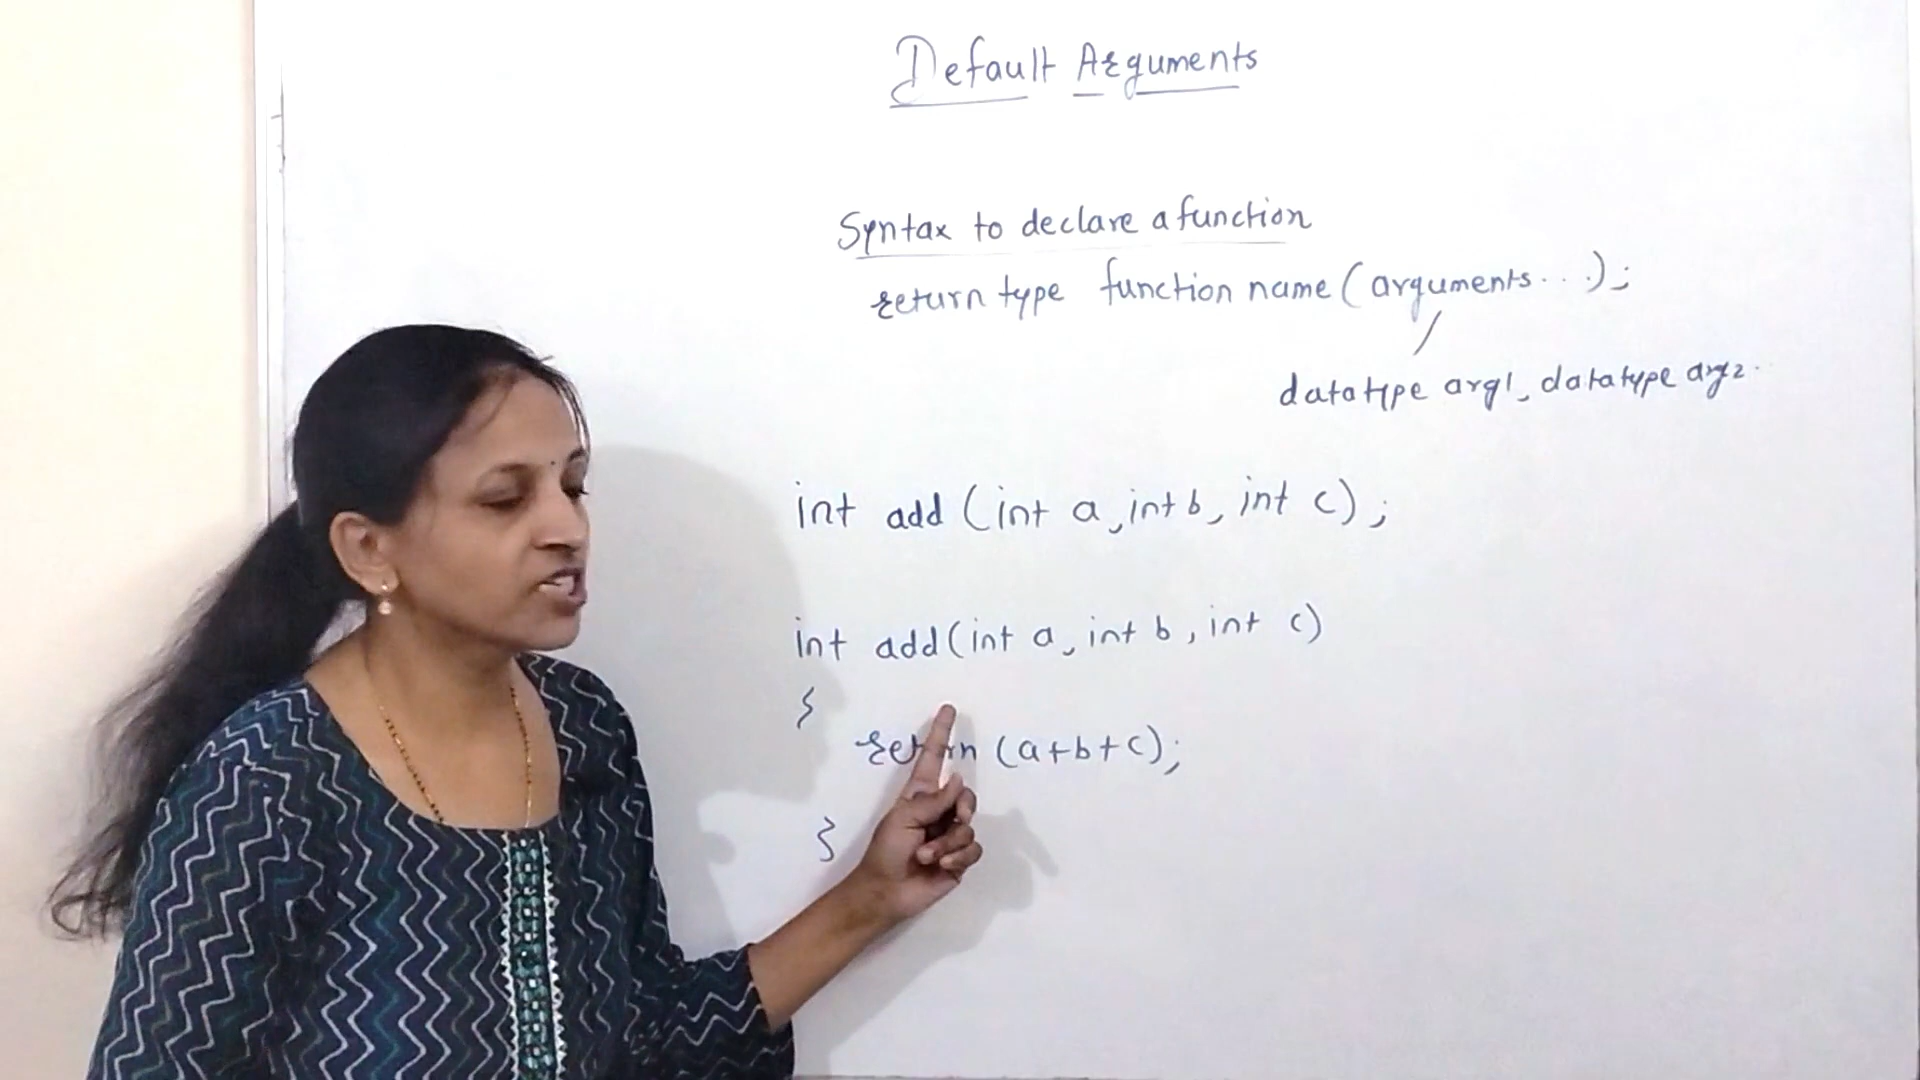 Default Arguments
Syntax to declare a function
return type function name (arguments...);
datatype arg1, datatype arg2.
int add (int a, int b, int c);
int add(int a, int b, int c)
{
return (a+b+c);
}